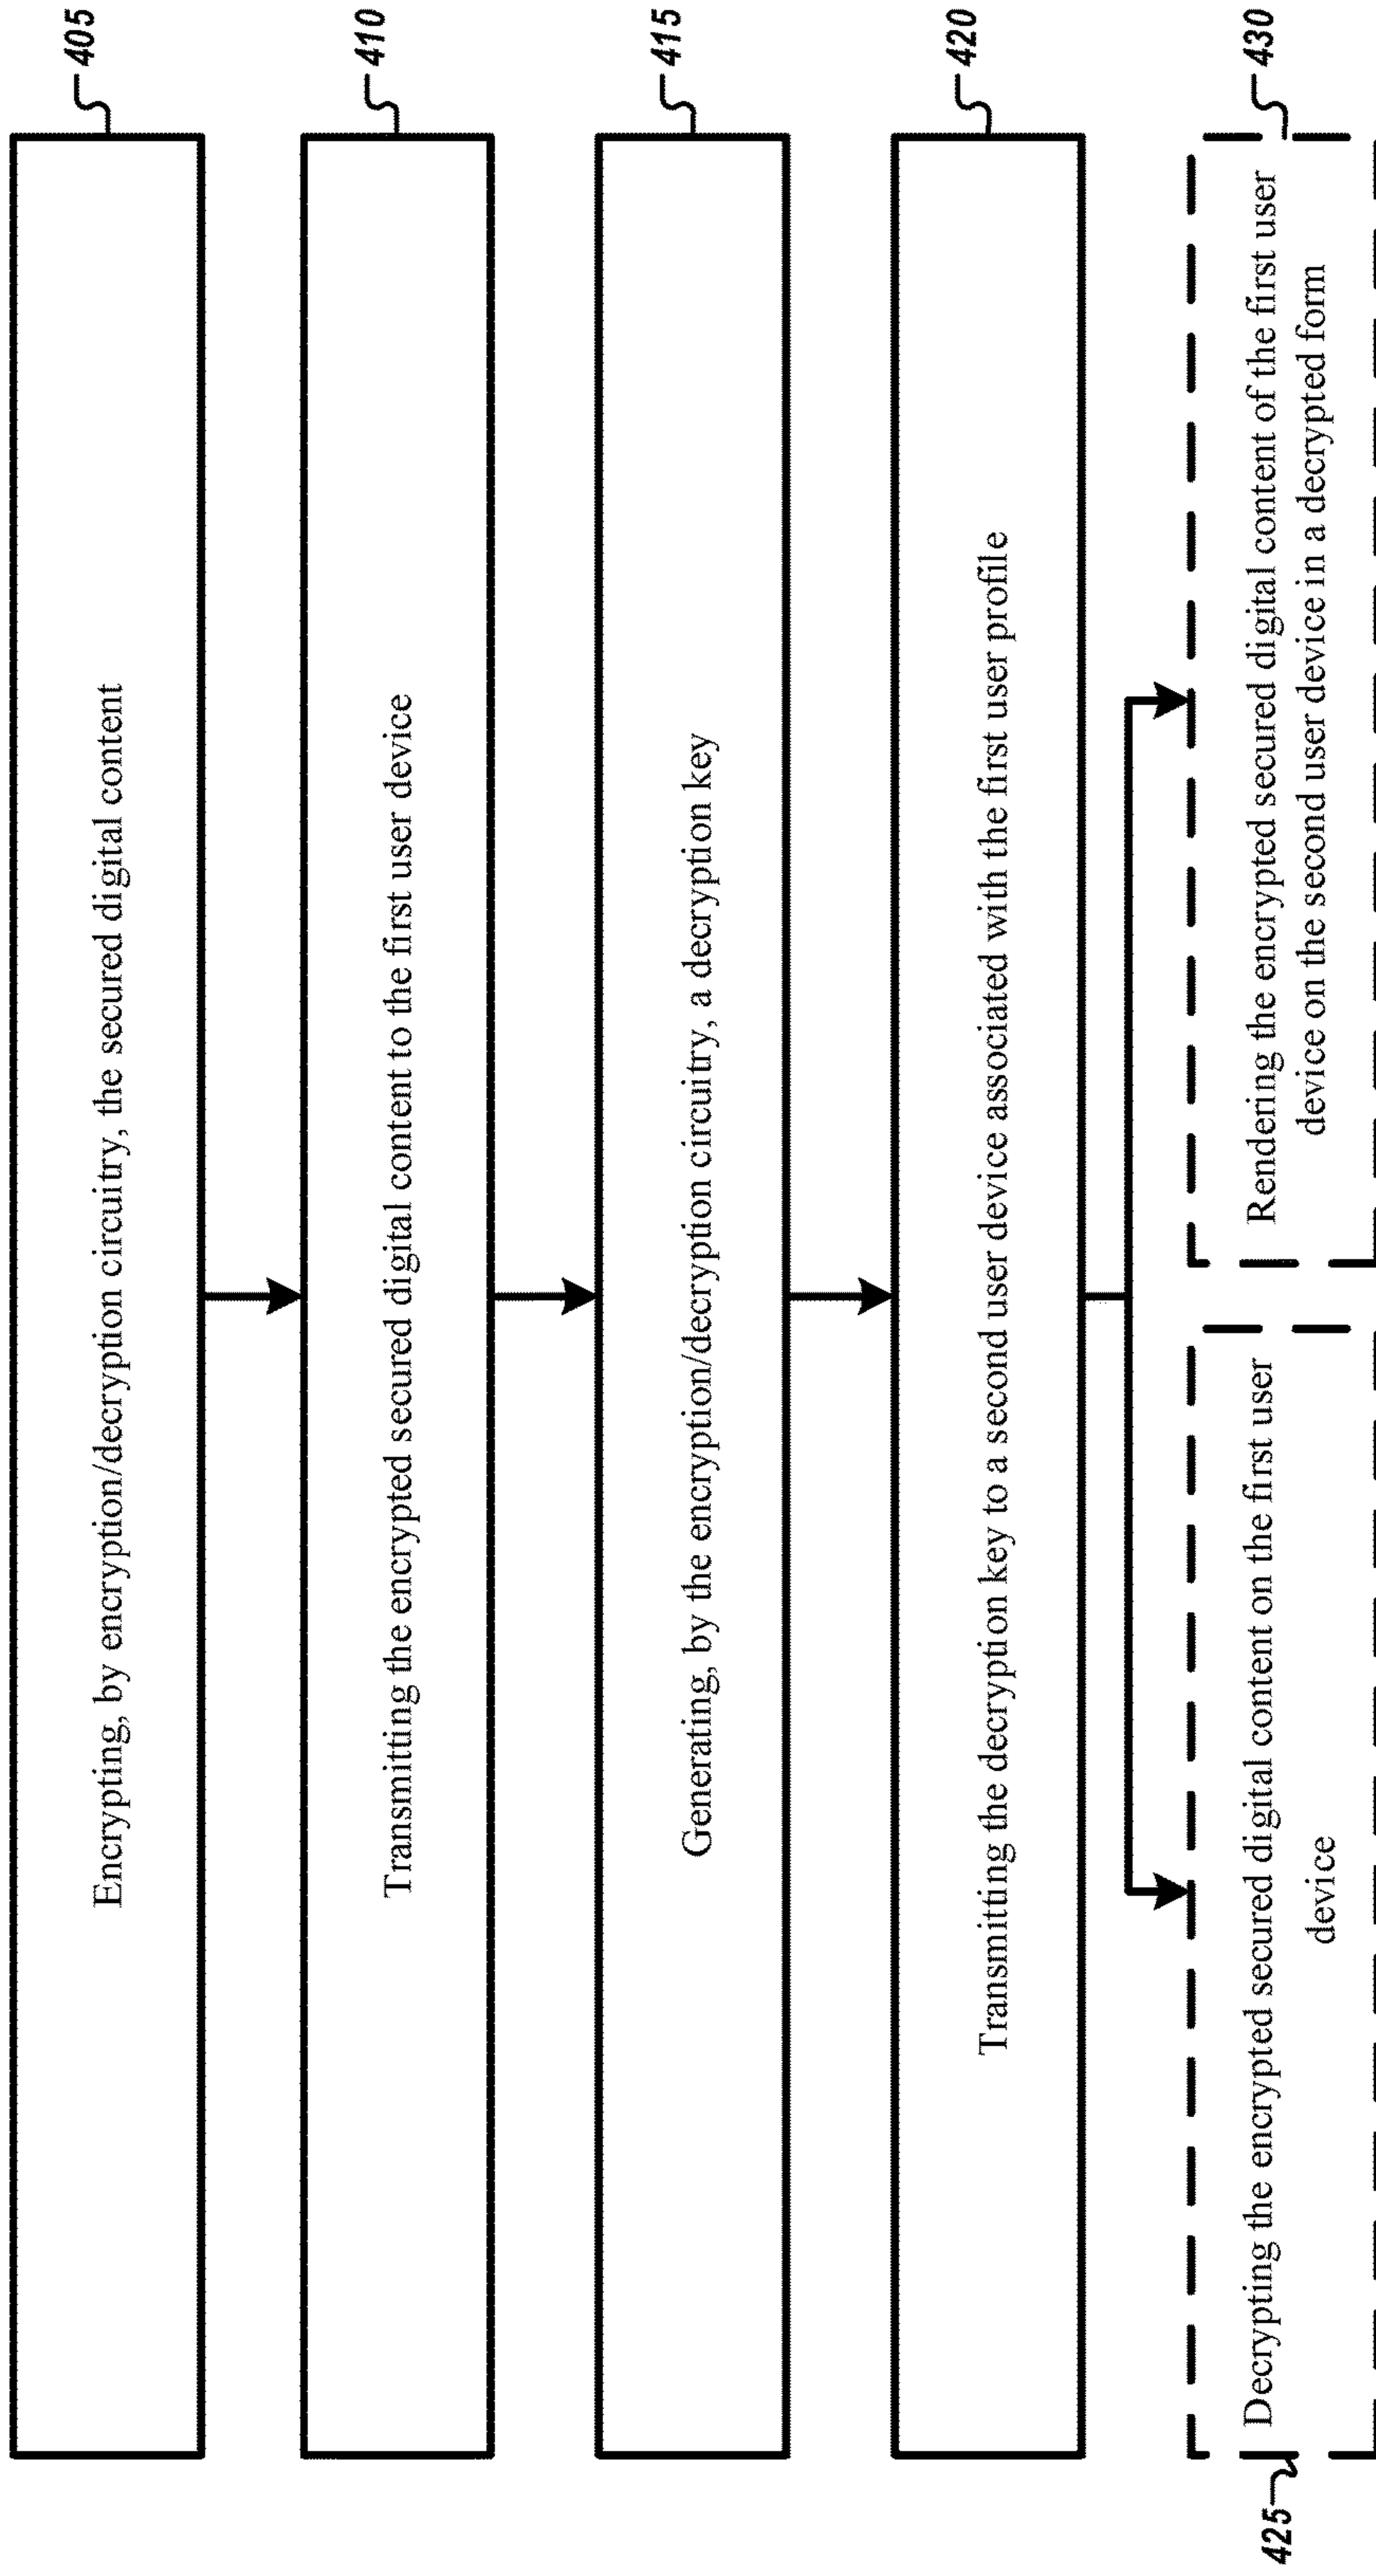 Encrypting, by encryption/decryption circuitry, the secured digital content
405
Transmitting the encrypted secured digital content to the first user device
410
Generating, by the encryption/decryption circuitry, a decryption key
415
Transmitting the decryption key to a second user device associated with the first user profile
420
425
Decrypting the encrypted secured digital content on the first user
device
Rendering the encrypted secured digital content of the first user
device on the second user device in a decrypted form
430